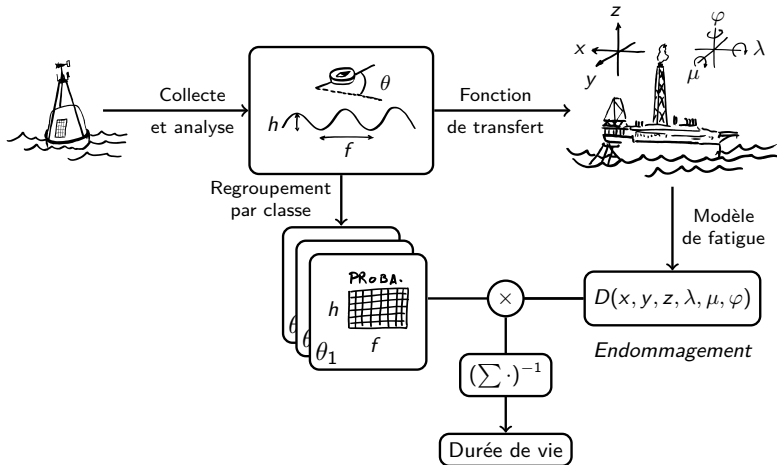 Collecte
et analyse
θ
h
f
Fonction
de transfert
z
x
y
φ
λ
μ
Regroupement
par classe
Modèle
de fatigue
PROBA.
h
f
θ
θ
θ₁
×
D(x, y, z, λ, μ, φ)
Endommagement
(∑ ·)⁻¹
Durée de vie